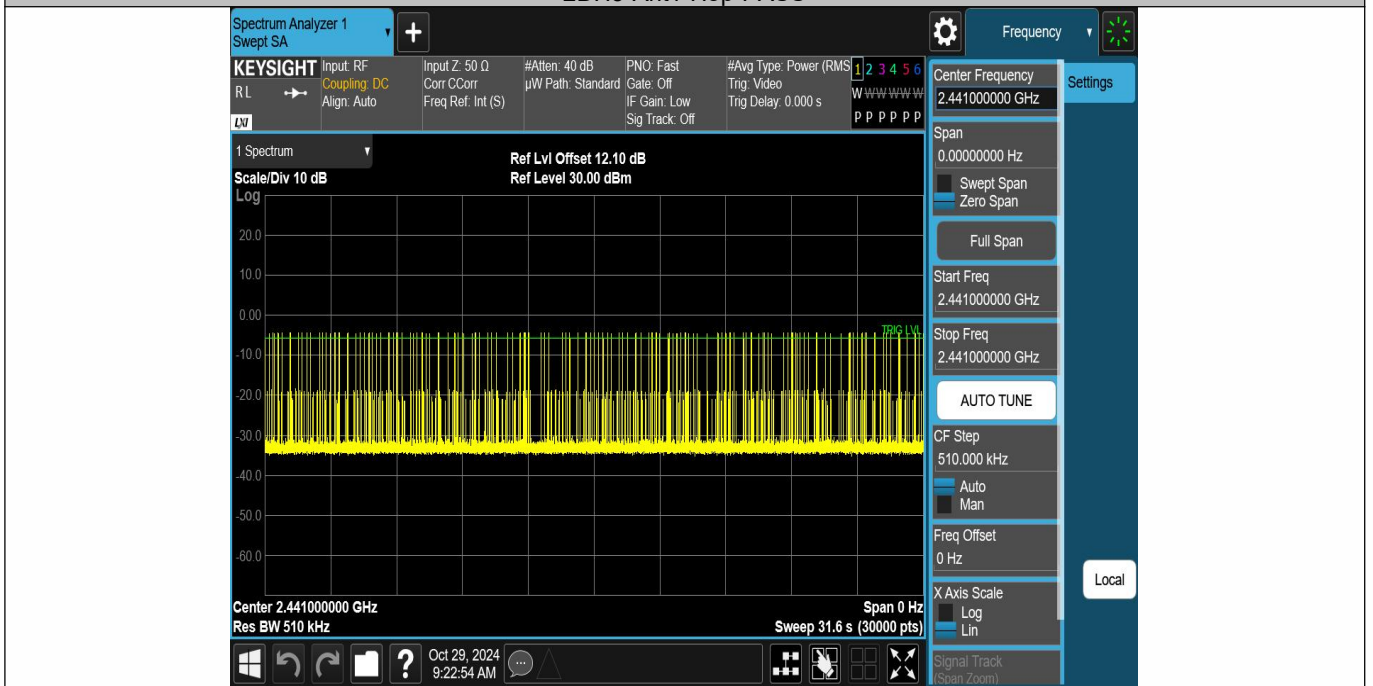 Spectrum Analyzer 1
Swept SA
+
Frequency
KEYSIGHT
RL
LXI
Input: RF
Coupling: DC
Align: Auto
Input Z: 50 Ω
Corr CCorr
Freq Ref: Int (S)
#Atten: 40 dB
µW Path: Standard
PNO: Fast
Gate: Off
IF Gain: Low
Sig Track: Off
#Avg Type: Power (RMS
Trig: Video
Trig Delay: 0.000 s
1 2 3 4 5 6
W W W W W W
P P P P P P
1 Spectrum
Scale/Div 10 dB
Ref Lvl Offset 12.10 dB
Ref Level 30.00 dBm
Log
20.0
10.0
0.00
TRIG LVL
-10.0
-20.0
-30.0
-40.0
-50.0
-60.0
Center 2.441000000 GHz
Res BW 510 kHz
Span 0 Hz
Sweep 31.6 s (30000 pts)
Center Frequency
2.441000000 GHz
Settings
Span
0.00000000 Hz
Swept Span
Zero Span
Full Span
Start Freq
2.441000000 GHz
Stop Freq
2.441000000 GHz
AUTO TUNE
CF Step
510.000 kHz
Auto
Man
Freq Offset
0 Hz
X Axis Scale
Log
Lin
Signal Track
(Span Zoom)
Local
?
Oct 29, 2024
9:22:54 AM